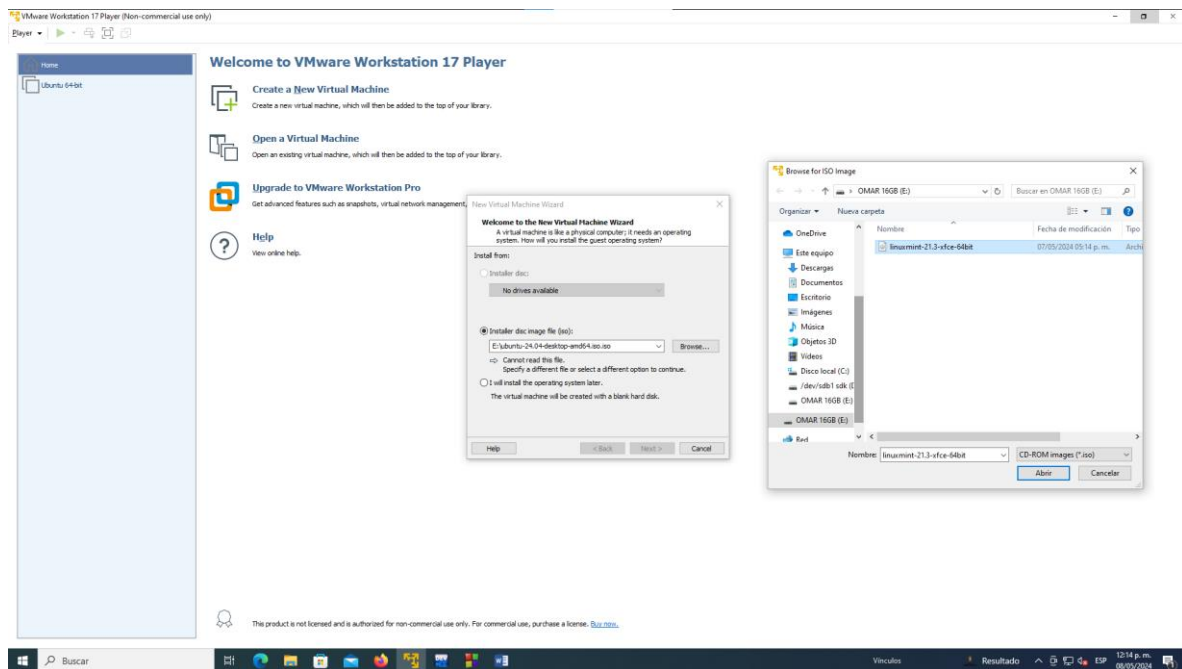 VMware Workstation 17 Player (Non-commercial use only)
Player
Home
Ubuntu 64-bit
Welcome to VMware Workstation 17 Player
Create a New Virtual Machine
Create a new virtual machine, which will then be added to the top of your library.
Open a Virtual Machine
Open an existing virtual machine, which will then be added to the top of your library.
Upgrade to VMware Workstation Pro
Get advanced features such as snapshots, virtual network management,
Help
View online help.
New Virtual Machine Wizard
Welcome to the New Virtual Machine Wizard
A virtual machine is like a physical computer; it needs an operating
system. How will you install the guest operating system?
Install from:
Installer disc:
No drives available
Installer disc image file (iso):
E:\ubuntu-24.04-desktop-amd64.iso.iso
Browse...
Cannot read this file.
Specify a different file or select a different option to continue.
I will install the operating system later.
The virtual machine will be created with a blank hard disk.
Help
< Back
Next >
Cancel
Browse for ISO Image
OMAR 16GB (E:)
Buscar en OMAR 16GB (E:)
Organizar
Nueva carpeta
Nombre
Fecha de modificación
Tipo
OneDrive
Este equipo
Descargas
Documentos
Escritorio
Imágenes
Música
Objetos 3D
Videos
Disco local (C:)
/dev/sdb1 sdk (
OMAR 16GB (E:)
OMAR 16GB (E:)
Red
linuxmint-21.3-xfce-64bit
07/05/2024 05:14 p. m.
Archi
Nombre:
linuxmint-21.3-xfce-64bit
CD-ROM images (*.iso)
Abrir
Cancelar
This product is not licensed and is authorized for non-commercial use only. For commercial use, purchase a license. Buy now.
Buscar
Vínculos
Resultado
ESP
12:14 p. m.
08/05/2024